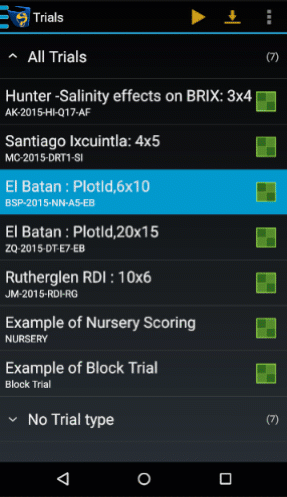 Trials
All Trials (7)
Hunter -Salinity effects on BRIX: 3x4
AK-2015-HI-Q17-AF
Santiago Ixcuintla: 4x5
MC-2015-DRT1-SI
El Batan : PlotId,6x10
BSP-2015-NN-A5-EB
El Batan : PlotId,20x15
ZQ-2015-DT-E7-EB
Rutherglen RDI : 10x6
JM-2015-RDI-RG
Example of Nursery Scoring
NURSERY
Example of Block Trial
Block Trial
No Trial type (7)